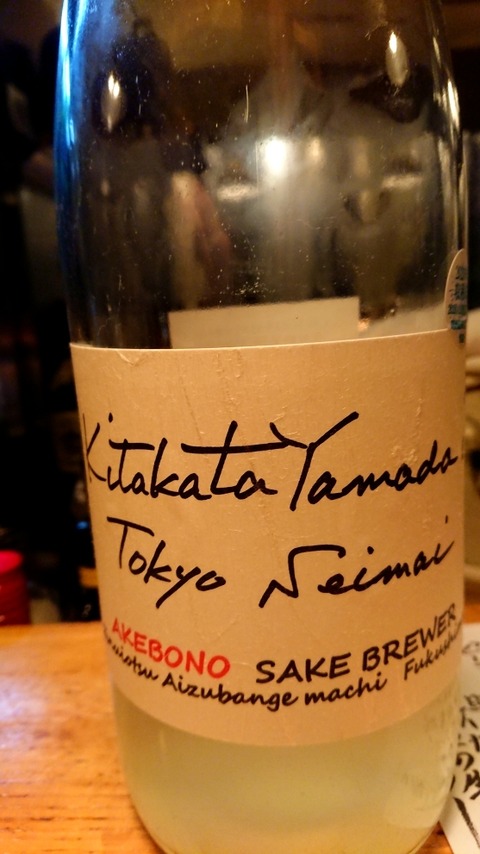 Kitakata Yamada
Tokyo Seimai
AKEBONO SAKE BREWER
Aizubange machi